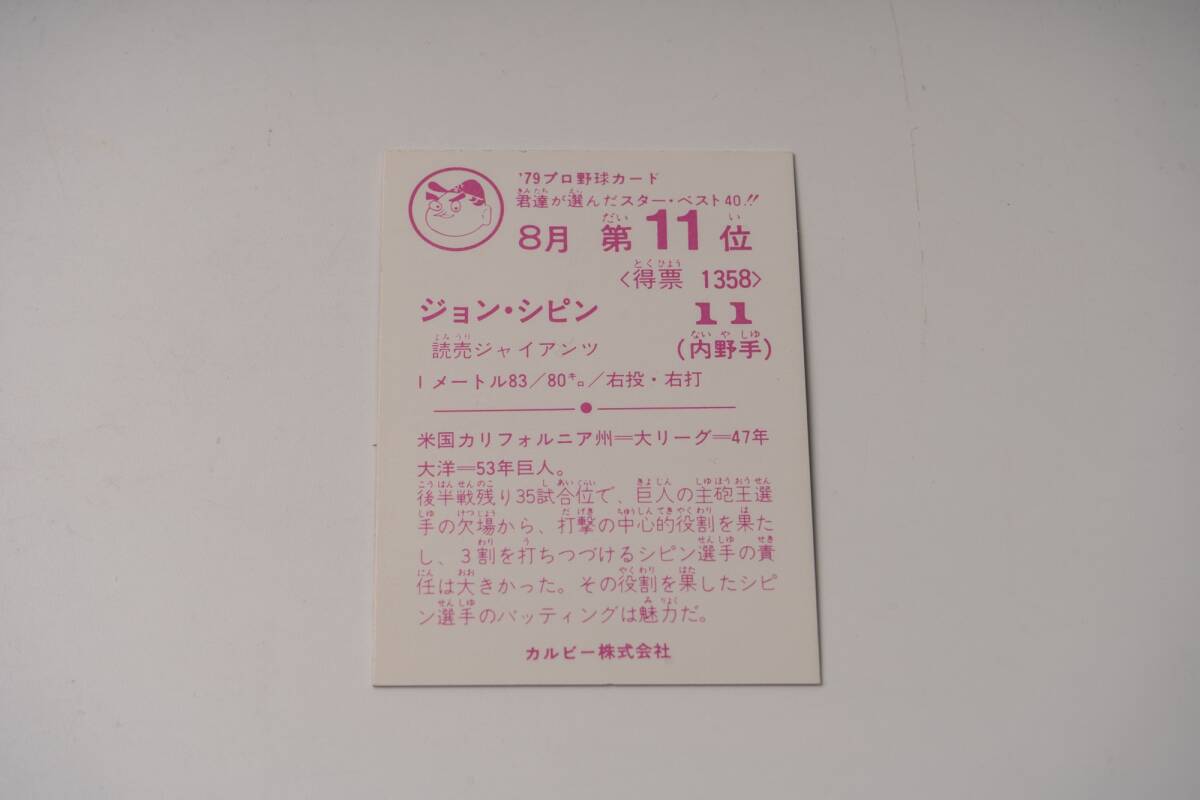 '79プロ野球カード
君達が選んだスター・ベスト40.!!
8月 第11位
〈得票 1358〉
ジョン・シピン 11
読売ジャイアンツ (内野手)
1メートル83/80キロ/右投・右打
米国カリフォルニア州＝大リーグ＝47年
大洋＝53年巨人。
後半戦残り35試合位で、巨人の主砲王選
手の欠場から、打撃の中心的役割を果た
し、3割を打ちつづけるシピン選手の責
任は大きかった。その役割を果したシピ
ン選手のバッティングは魅力だ。
カルビー株式会社